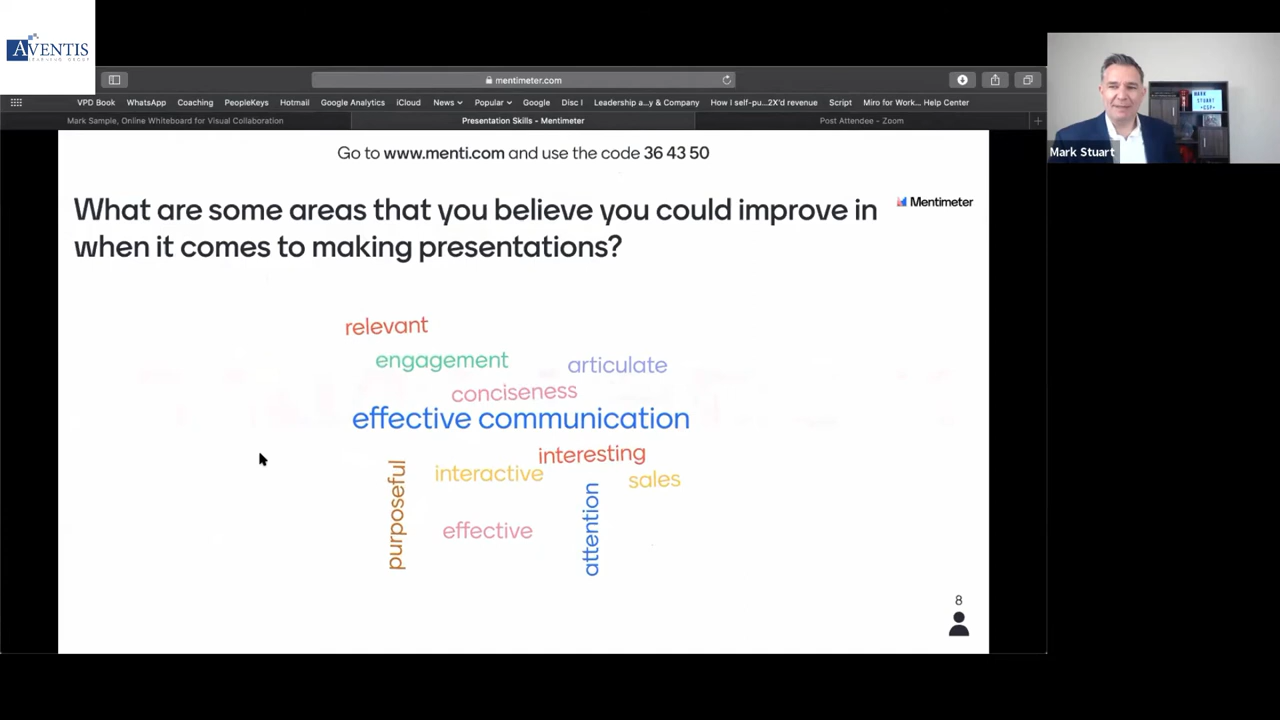 AVENTIS
LEARNING GROUP
mentimeter.com
VPD Book WhatsApp Coaching PeopleKeys Hotmail Google Analytics iCloud News Popular Google Disc I Leadership a...y & Company How I self-pu...2X'd revenue Script Miro for Work... Help Center
Mark Sample, Online Whiteboard for Visual Collaboration Presentation Skills - Mentimeter Post Attendee - Zoom
Go to www.menti.com and use the code 36 43 50
What are some areas that you believe you could improve in
when it comes to making presentations?
Mentimeter
relevant
engagement
articulate
conciseness
effective communication
interesting
interactive
sales
purposeful
effective
attention
8
MARK
STUART
Mark Stuart